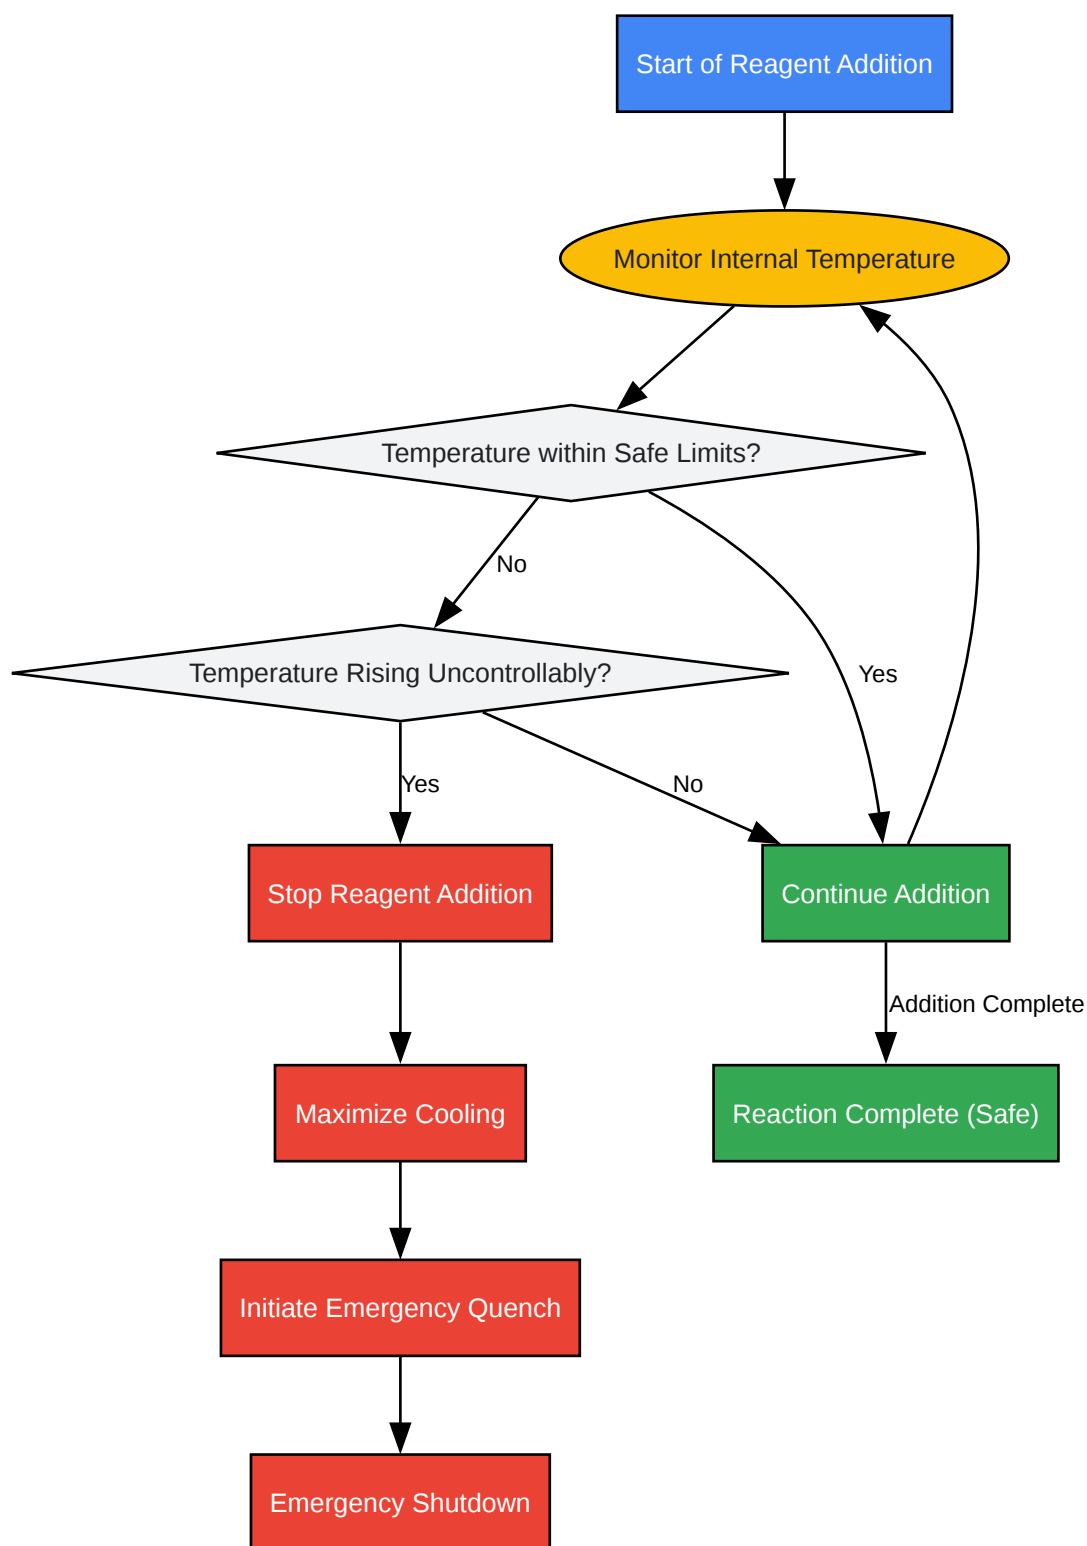 Start of Reagent Addition
Monitor Internal Temperature
Temperature within Safe Limits?
No
Temperature Rising Uncontrollably?
Yes
Yes
No
Stop Reagent Addition
Continue Addition
Addition Complete
Maximize Cooling
Reaction Complete (Safe)
Initiate Emergency Quench
Emergency Shutdown